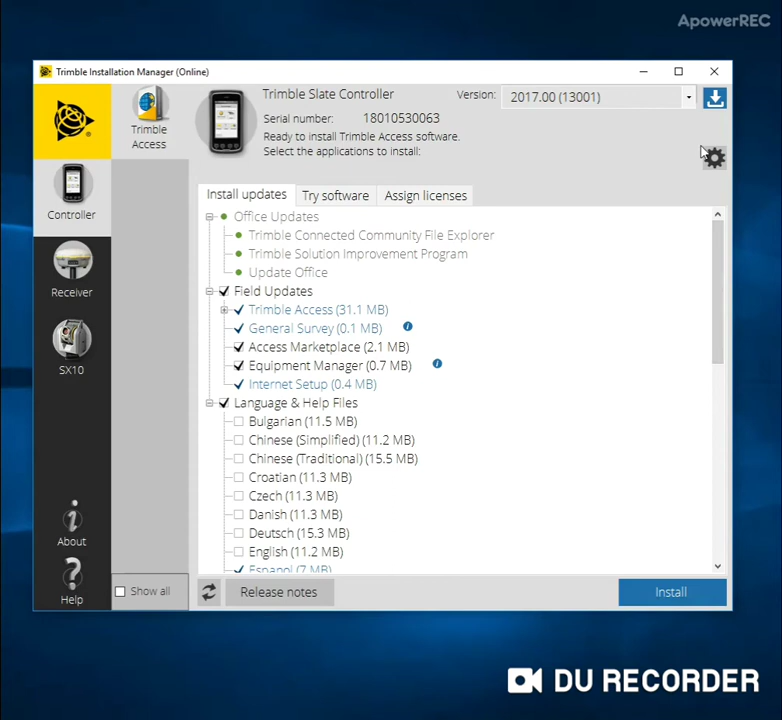 ApowerREC
Trimble Installation Manager (Online)
Trimble Access
Trimble Slate Controller
Version: 2017.00 (13001)
Serial number: 18010530063
Ready to install Trimble Access software.
Select the applications to install:
Controller
Receiver
SX10
About
Help
Show all
Install updates Try software Assign licenses
Office Updates
Trimble Connected Community File Explorer
Trimble Solution Improvement Program
Update Office
Field Updates
Trimble Access (31.1 MB)
General Survey (0.1 MB)
Access Marketplace (2.1 MB)
Equipment Manager (0.7 MB)
Internet Setup (0.4 MB)
Language & Help Files
Bulgarian (11.5 MB)
Chinese (Simplified) (11.2 MB)
Chinese (Traditional) (15.5 MB)
Croatian (11.3 MB)
Czech (11.3 MB)
Danish (11.3 MB)
Deutsch (15.3 MB)
English (11.2 MB)
Espanol (7 MB)
Release notes
Install
DU RECORDER